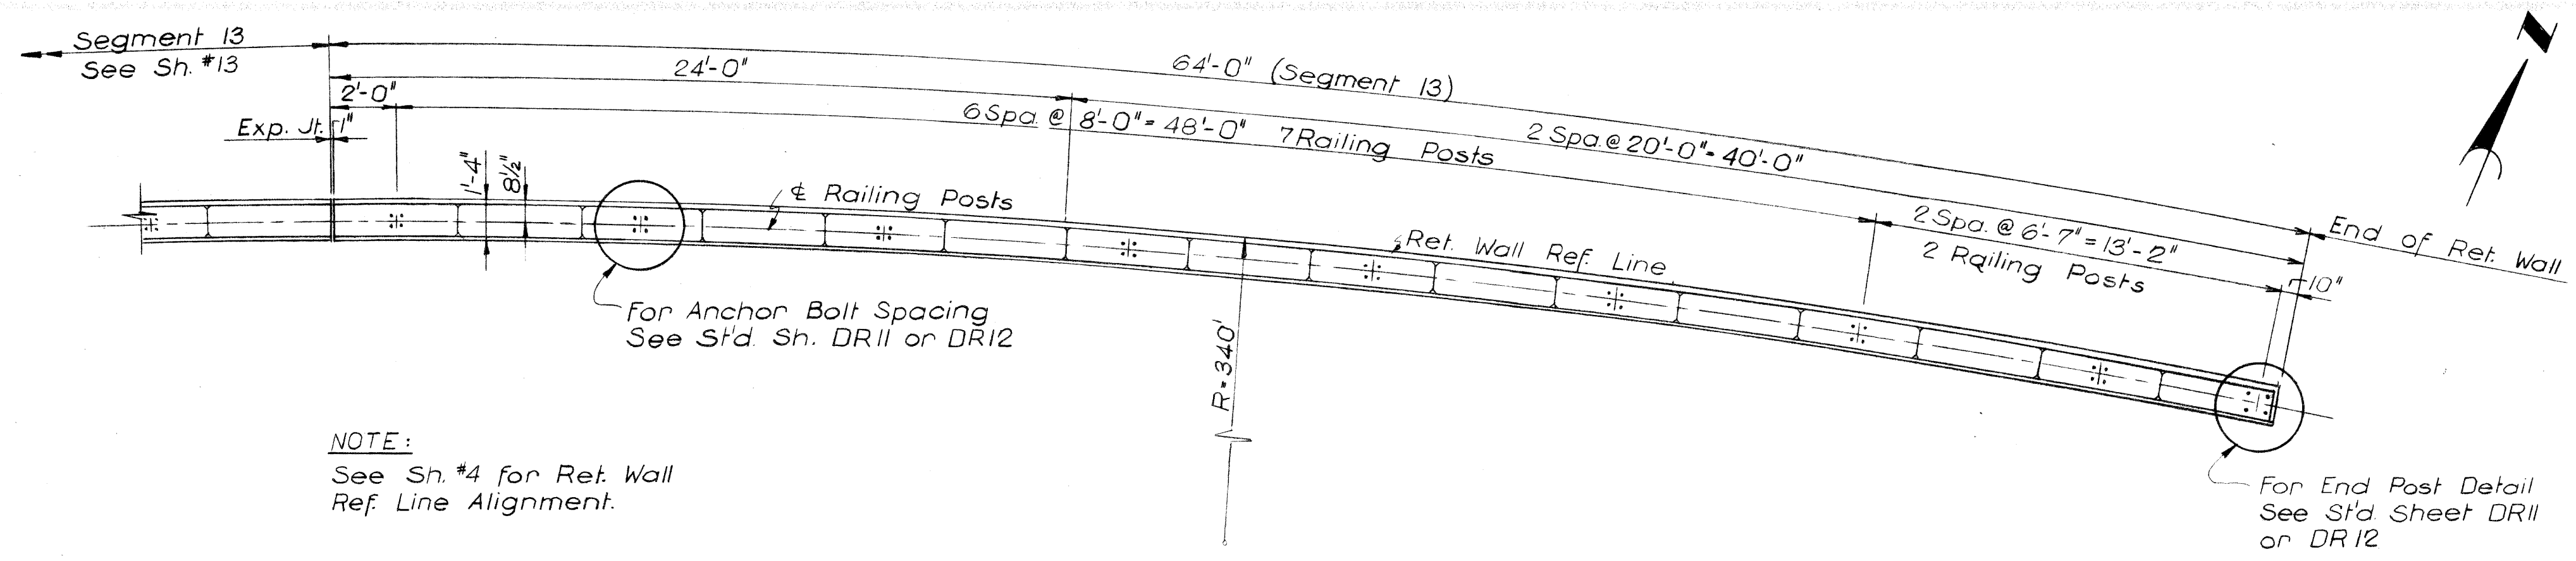 N
Segment 13
See Sh. #13
64'-0" (Segment 13)
24'-0"
2'-0"
6 Spa. @ 8'-0" = 48'-0" 7 Railing Posts
2 Spa. @ 20'-0" = 40'-0"
Exp. Jt. 1"
1'-4"
8½"
℄ Railing Posts
Ret. Wall Ref. Line
2 Spa. @ 6'-7" = 13'-2"
2 Railing Posts
End of Ret. Wall
10"
For Anchor Bolt Spacing
See St'd. Sh. DR11 or DR12
R=340'
NOTE:
See Sh. #4 for Ret. Wall
Ref. Line Alignment.
For End Post Detail
See St'd. Sheet DR11
or DR12